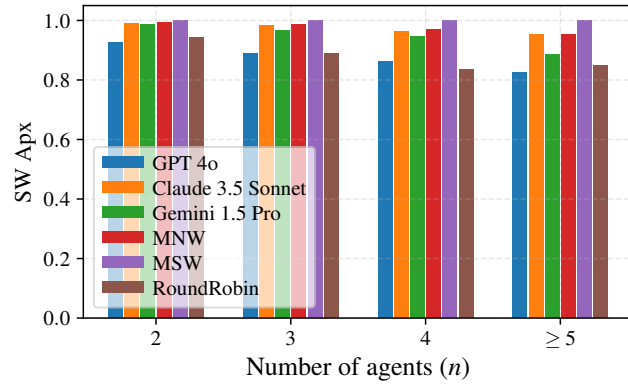 1.0
0.8
0.6
0.4
0.2
0.0
SW Apx
GPT 4o
Claude 3.5 Sonnet
Gemini 1.5 Pro
MNW
MSW
RoundRobin
2 3 4 ≥ 5
Number of agents (n)